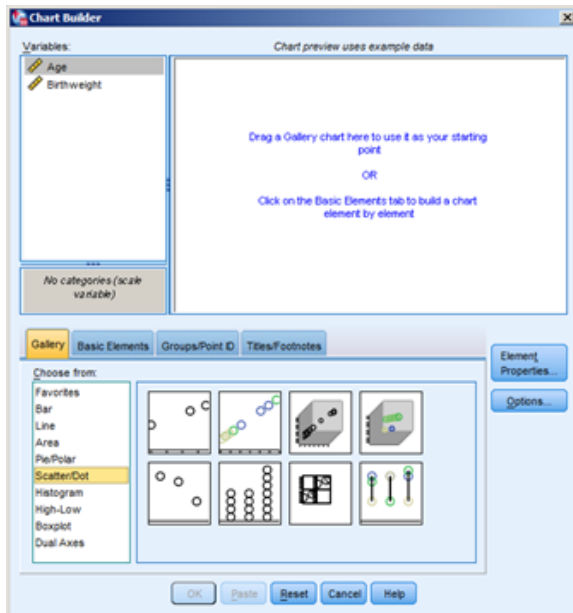 Chart Builder
Variables:
Chart preview uses example data
Age
Birthweight
Drag a Gallery chart here to use it as your starting
point
OR
Click on the Basic Elements tab to build a chart
element by element
No categories (scale
variable)
Gallery
Basic Elements
Groups/Point ID
Titles/Footnotes
Element
Properties...
Options...
Choose from:
Favorites
Bar
Line
Area
Pie/Polar
Scatter/Dot
Histogram
High-Low
Boxplot
Dual Axes
OK
Paste
Reset
Cancel
Help